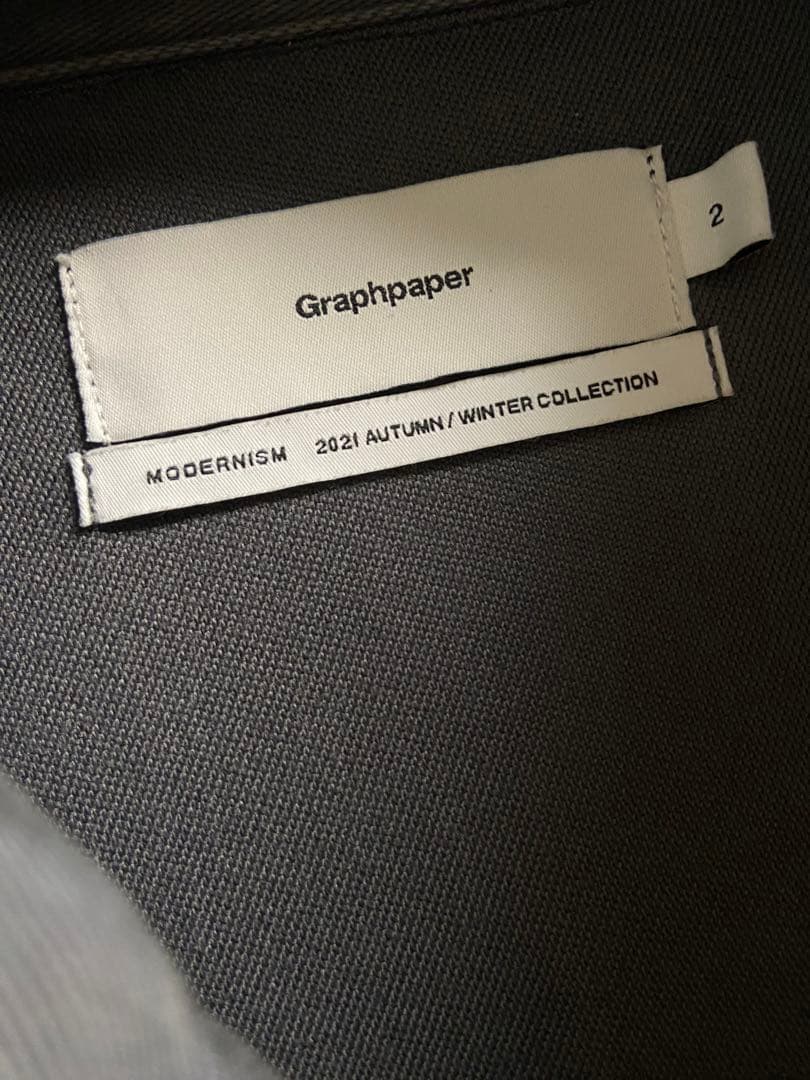 Graphpaper
2
MODERNISM 2021 AUTUMN / WINTER COLLECTION